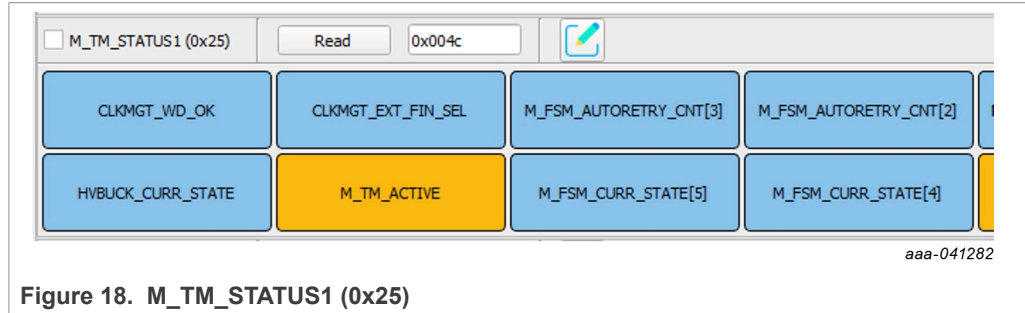 M_TM_STATUS1 (0x25) Read 0x004c
CLKMGT_WD_OK CLKMGT_EXT_FIN_SEL M_FSM_AUTORETRY_CNT[3] M_FSM_AUTORETRY_CNT[2]
HVBUCK_CURR_STATE M_TM_ACTIVE M_FSM_CURR_STATE[5] M_FSM_CURR_STATE[4]
aaa-041282
Figure 18. M_TM_STATUS1 (0x25)